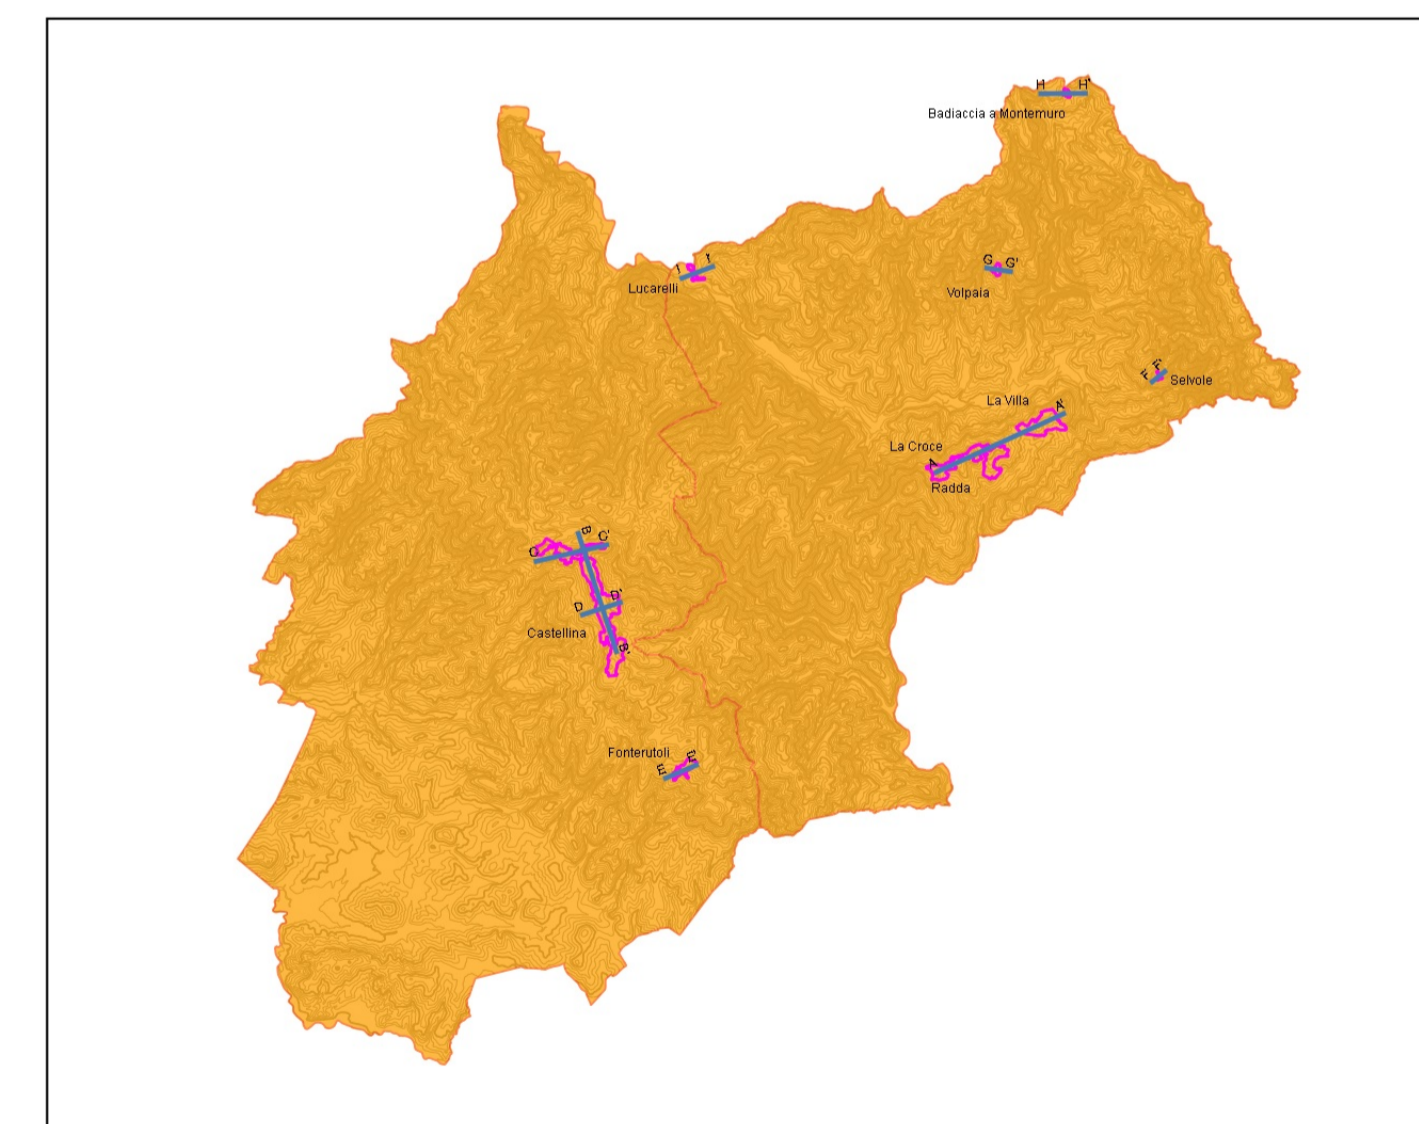 H H'
Badiaccia a Montemuro
G G'
I I'
Lucarelli
Volpaia
F F'
Selvole
La Villa
A'
La Croce
A
Radda
B
C C'
D D'
Castellina
B'
Fonterutoli
E E'